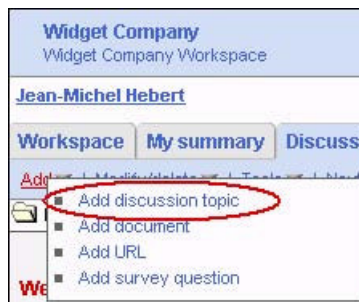 Widget Company
Widget Company Workspace
Jean-Michel Hebert
Workspace My summary Discuss
Add
Add discussion topic
Add document
Add URL
Add survey question
We